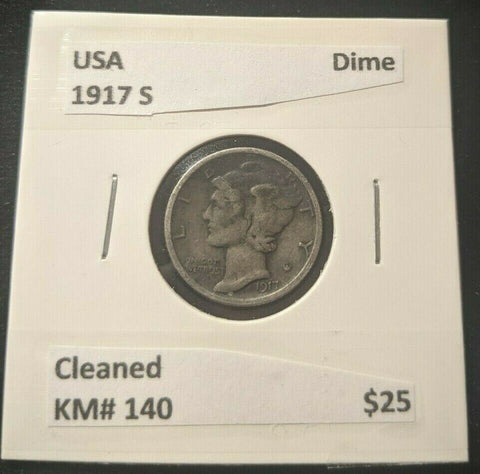 USA Dime
1917 S
LIBERTY
IN GOD
WE TRUST
1917
Cleaned
KM# 140 $25